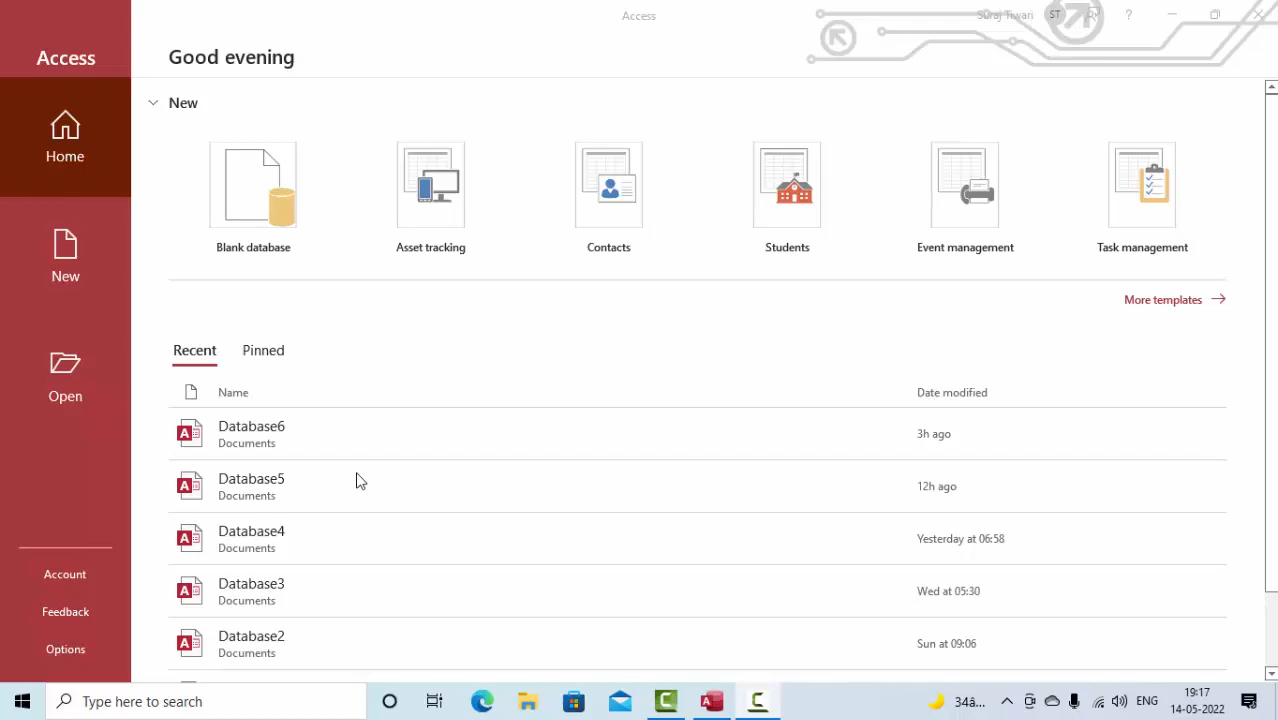 Access
Suraj Tiwari
ST
?
Access
Good evening
Home
New
Open
Account
Feedback
Options
New
Blank database
Asset tracking
Contacts
Students
Event management
Task management
More templates
Recent
Pinned
Name
Date modified
Database6
Documents
3h ago
Database5
Documents
12h ago
Database4
Documents
Yesterday at 06:58
Database3
Documents
Wed at 05:30
Database2
Documents
Sun at 09:06
Type here to search
34â...
ENG
19:17
14-05-2022